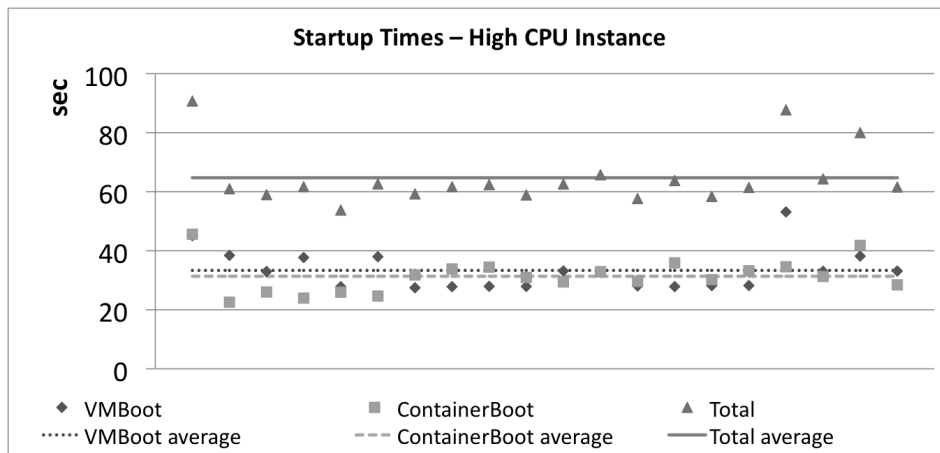 Startup Times – High CPU Instance
sec
100
80
60
40
20
0
VMBoot ContainerBoot Total
VMBoot average ContainerBoot average Total average